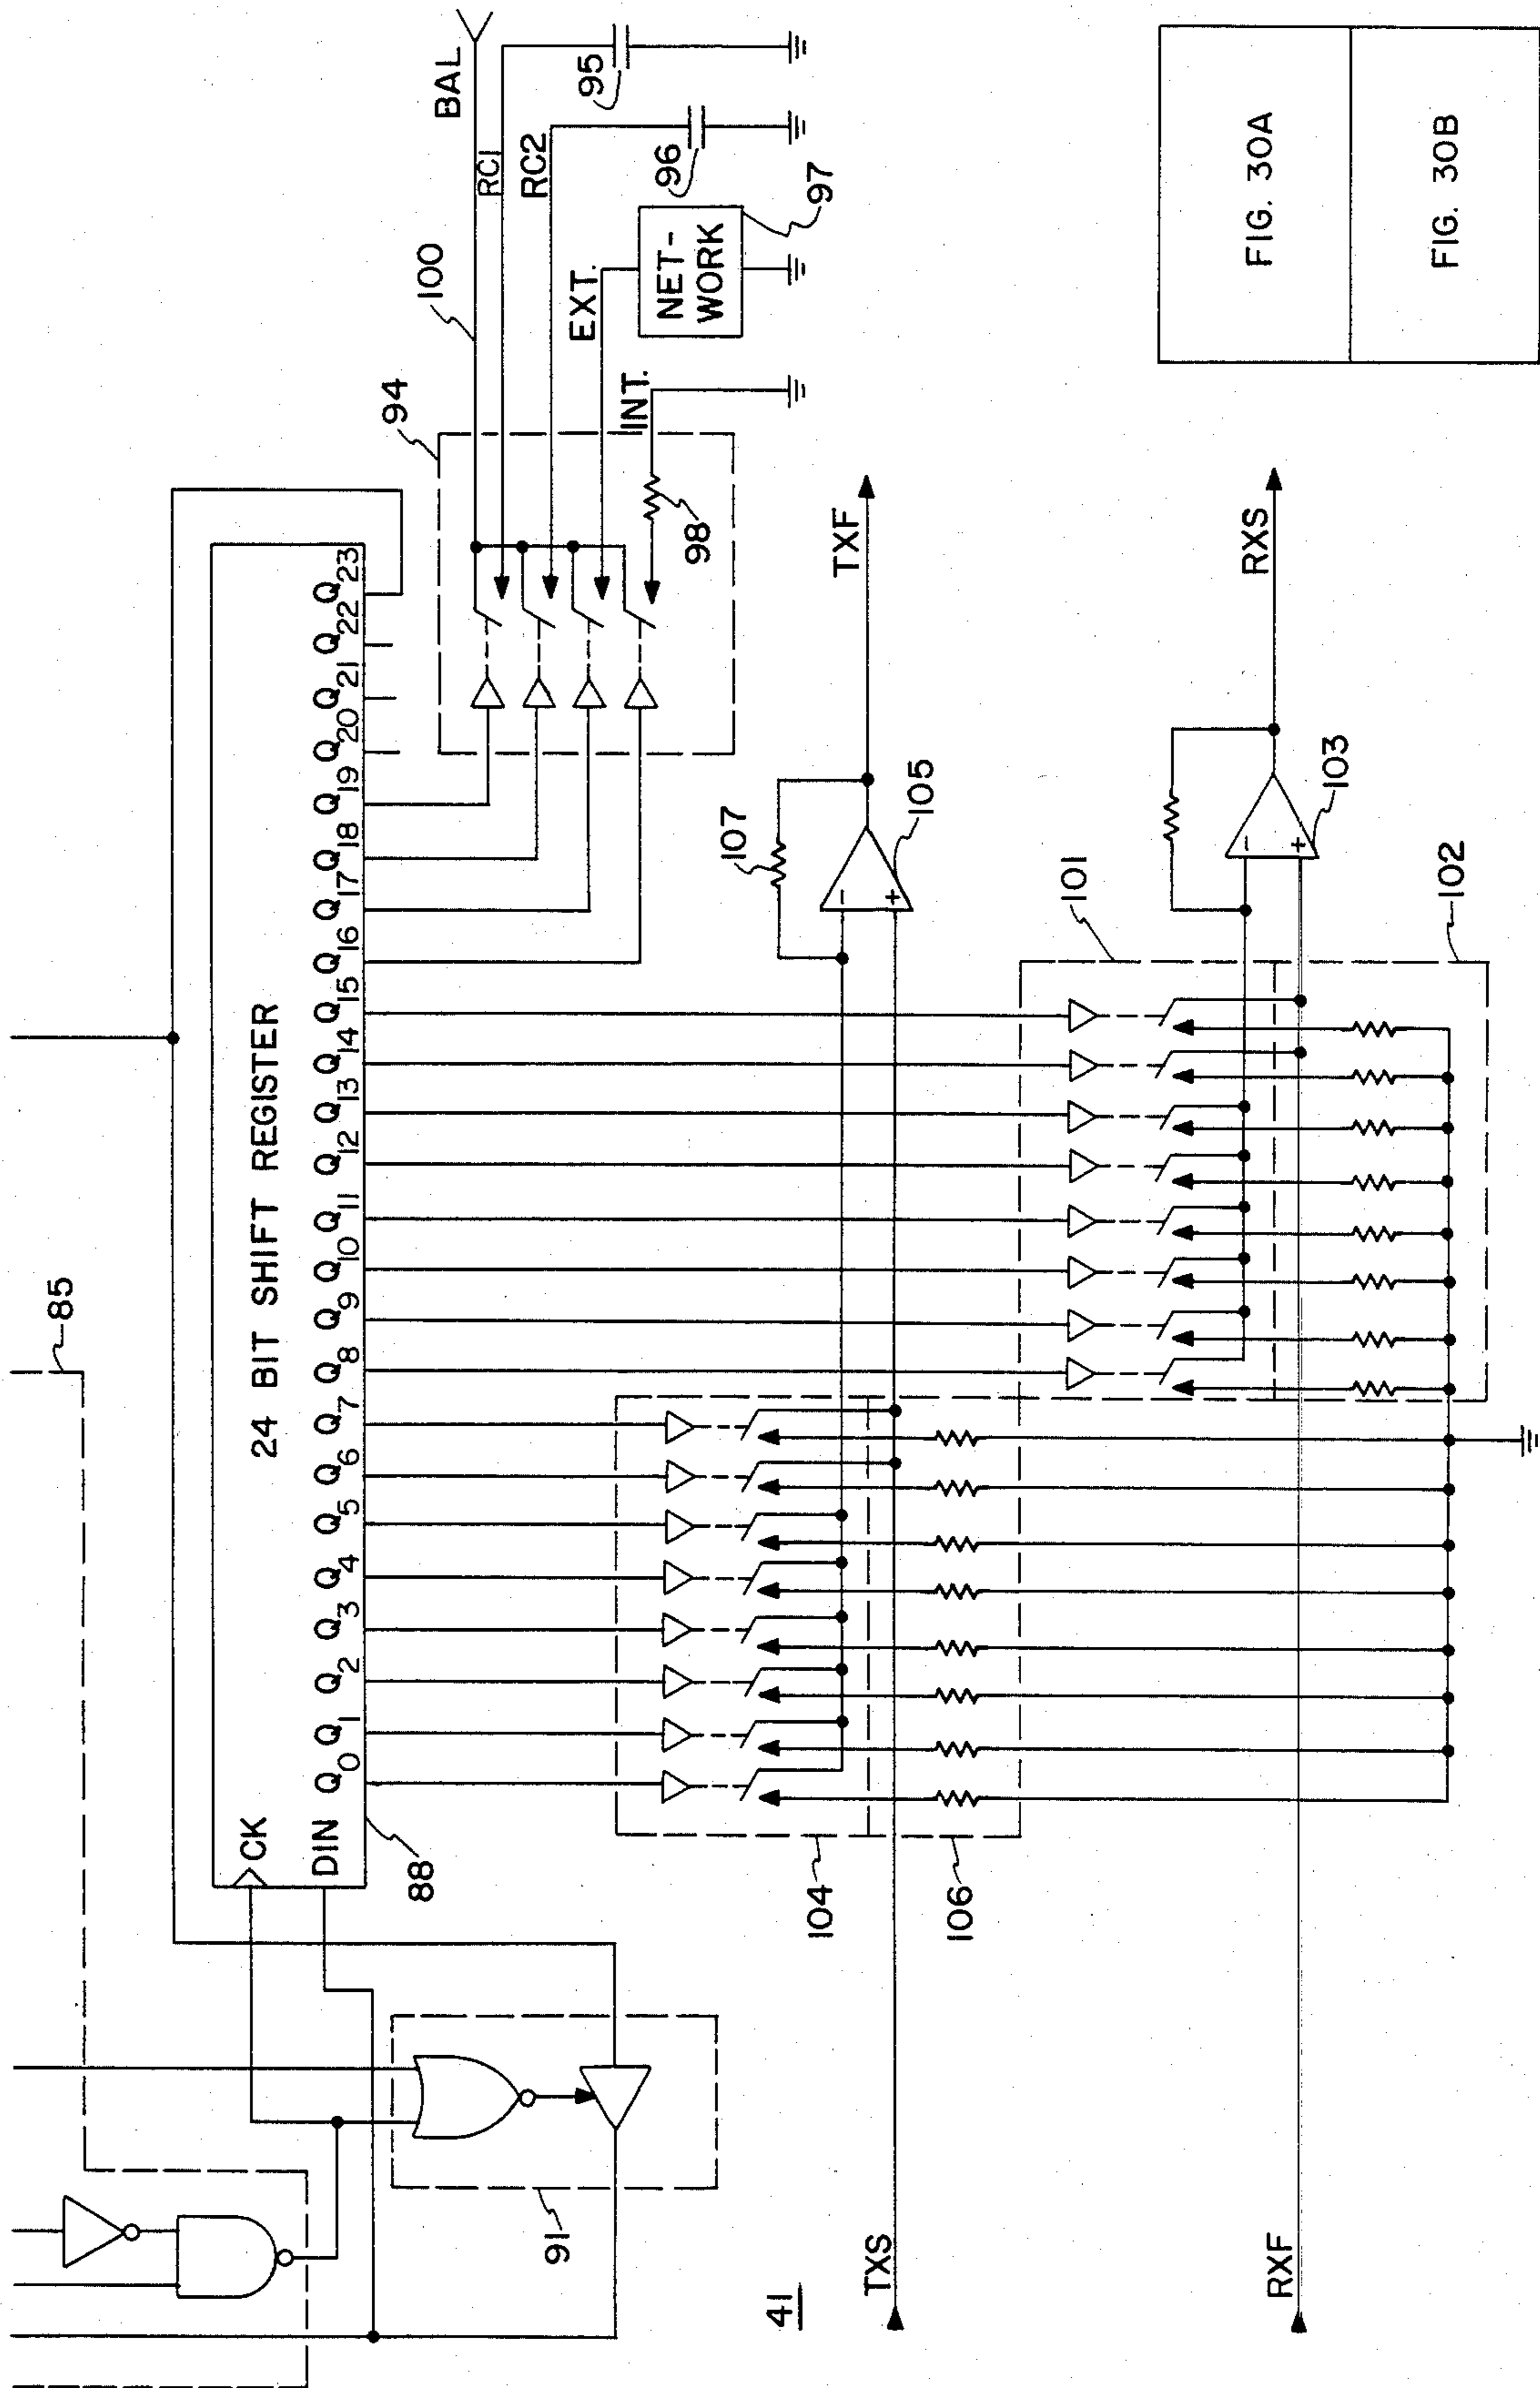 85
24 BIT SHIFT REGISTER
CK
DIN
Q0 Q1 Q2 Q3 Q4 Q5 Q6 Q7 Q8 Q9 Q10 Q11 Q12 Q13 Q14 Q15 Q16 Q17 Q18 Q19 Q20 Q21 Q22 Q23
88
94
100
BAL
RC1
95
RC2
96
EXT.
NET-
WORK
97
INT.
98
91
41
104
106
107
105
TXS
TXF
101
102
103
RXF
RXS
FIG. 30A
FIG. 30B